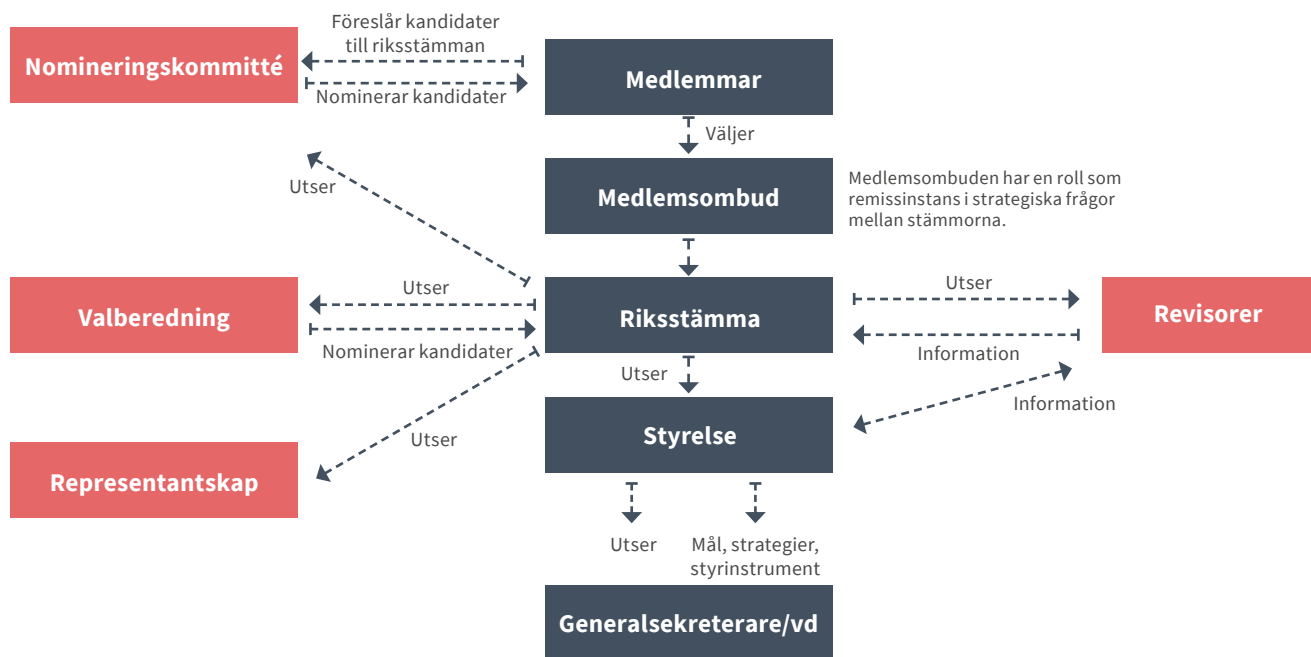 Föreslår kandidater
till riksstämman
Nomineringskommitté
Nominerar kandidater
Medlemmar
Väljer
Utser
Medlemsombud
Medlemsombuden har en roll som
remissinstans i strategiska frågor
mellan stämmorna.
Valberedning
Utser
Nominerar kandidater
Riksstämma
Utser
Information
Revisorer
Utser
Information
Utser
Styrelse
Representantskap
Utser
Mål, strategier,
styrinstrument
Generalsekreterare/vd